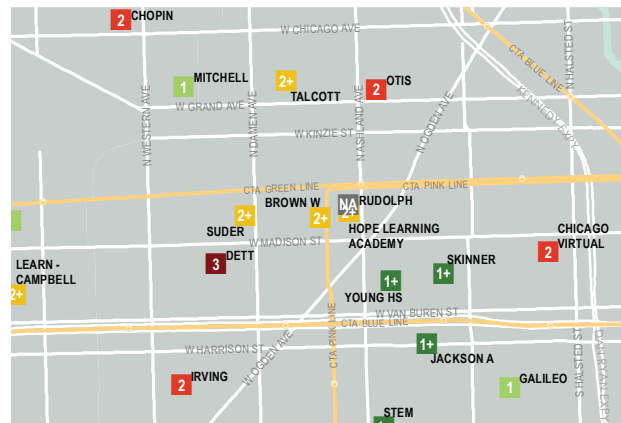 2 CHOPIN
W CHICAGO AVE
N HALSTED ST
CTA BLUE LINE
KENNEDY EXPY
1 MITCHELL
2+ TALCOTT
2 OTIS
W GRAND AVE
N WESTERN AVE
N DAMEN AVE
N ASHLAND AVE
N OGDEN AVE
W KINZIE ST
CTA GREEN LINE
CTA PINK LINE
BROWN W
2+
NA RUDOLPH
2+
HOPE LEARNING
ACADEMY
2+
SUDER
W MADISON ST
CHICAGO
VIRTUAL
2
3 DETT
SKINNER
1+
LEARN -
CAMPBELL
2+
1+
YOUNG HS
W VAN BUREN ST
CTA BLUE LINE
CTA PINK LINE
W HARRISON ST
W OGDEN AVE
1+
JACKSON A
S HALSTED ST
DAN RYAN EXPY
2 IRVING
1 GALILEO
STEM
1+